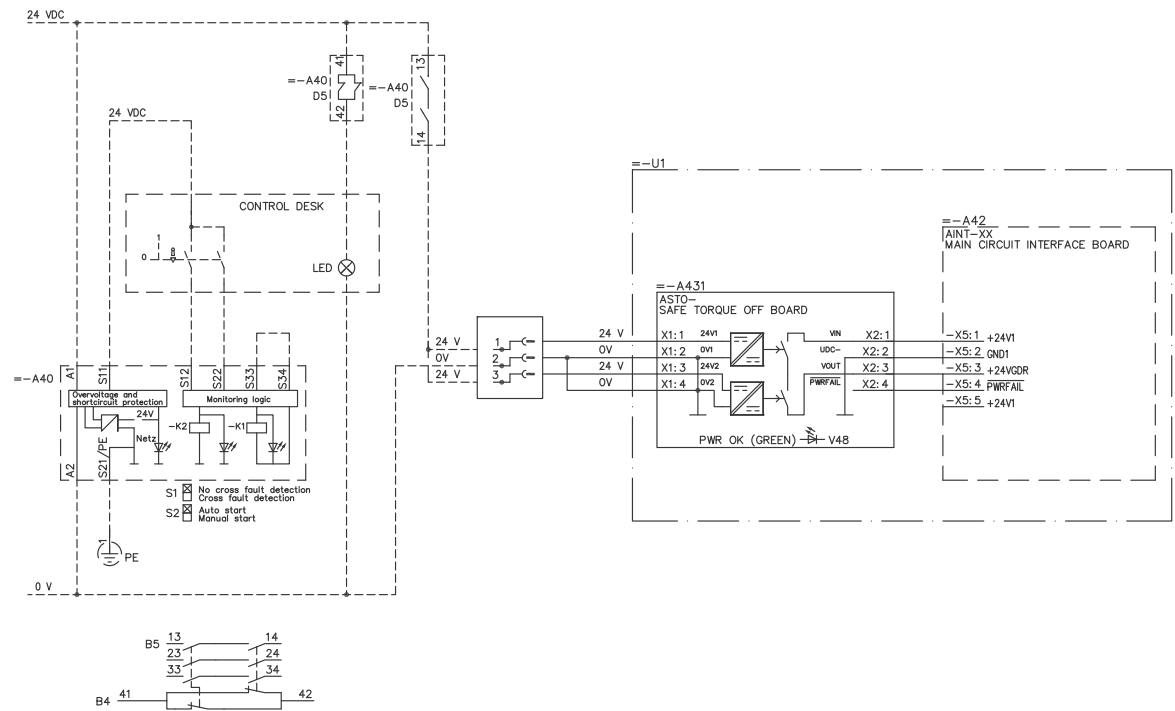 24 VDC
41
=-A40
D5
42
13
=-A40
D5
14
24 VDC
CONTROL DESK
1
0
LED
=-U1
=-A42
AINT-XX
MAIN CIRCUIT INTERFACE BOARD
=-A431
ASTO-
SAFE TORQUE OFF BOARD
24 V
0V
24 V
1
2
3
24 V X1:1 24V1 VIN X2:1 -X5:1 +24V1
0V X1:2 0V1 UDC- X2:2 -X5:2 GND1
24 V X1:3 24V2 VOUT X2:3 -X5:3 +24VGDR
0V X1:4 0V2 PWRFAIL X2:4 -X5:4 PWRFAIL
-X5:5 +24V1
PWR OK (GREEN) V48
=-A40
A1 S11 S12 S22 S33 S34
Overvoltage and
shortcircuit protection
Monitoring logic
24V
-K2 -K1
Netz
A2 S21/PE
S1 No cross fault detection
Cross fault detection
S2 Auto start
Manual start
1
PE
0 V
B5 13 14
23 24
33 34
B4 41 42